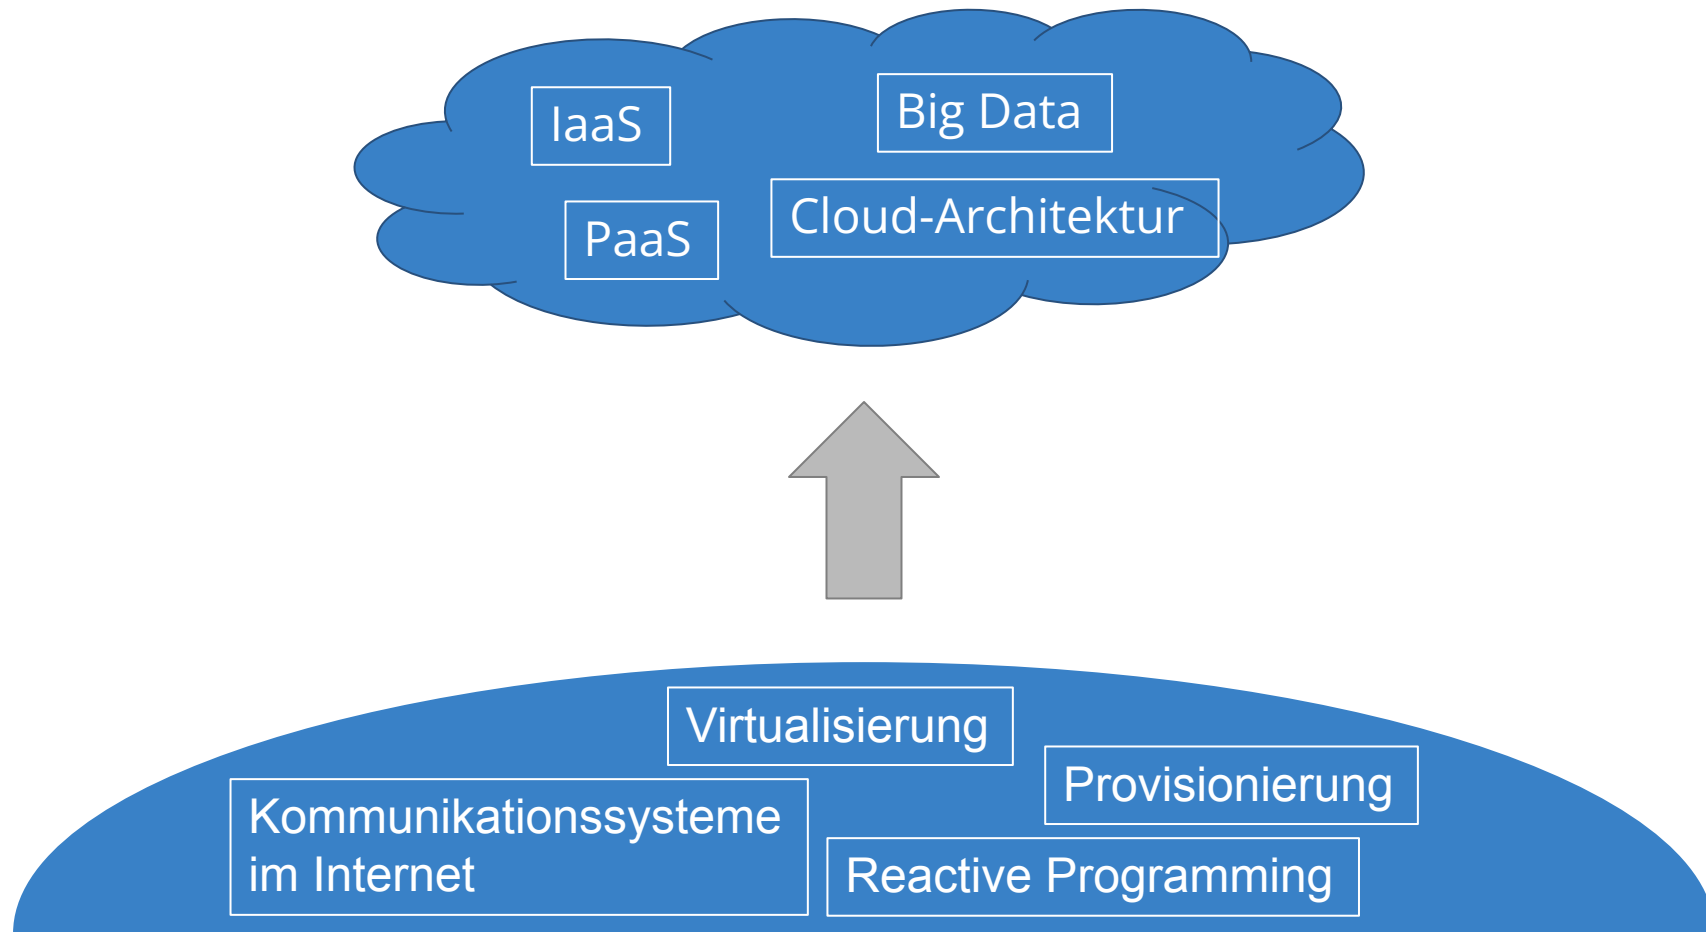 IaaS
Big Data
PaaS
Cloud-Architektur
Virtualisierung
Provisionierung
Kommunikationssysteme
im Internet
Reactive Programming